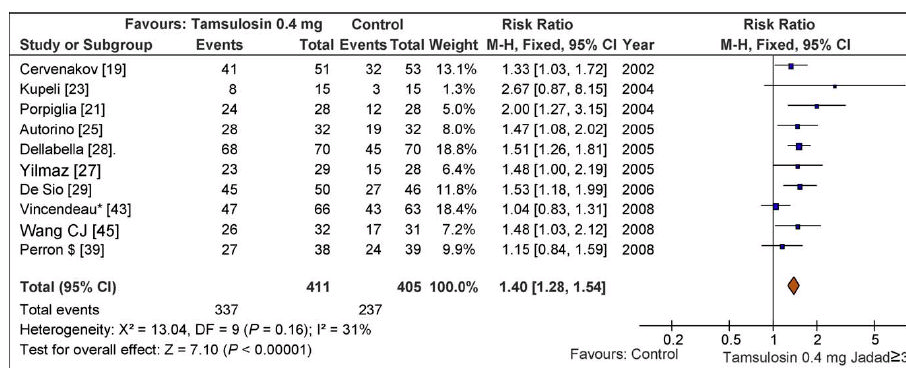 Favours: Tamsulosin 0.4 mg Control Risk Ratio Risk Ratio
Study or Subgroup Events Total Events Total Weight M-H, Fixed, 95% CI Year M-H, Fixed, 95% CI
Cervenakov [19] 41 51 32 53 13.1% 1.33 [1.03, 1.72] 2002
Kupeli [23] 8 15 3 15 1.3% 2.67 [0.87, 8.15] 2004
Porpiglia [21] 24 28 12 28 5.0% 2.00 [1.27, 3.15] 2004
Autorino [25] 28 32 19 32 8.0% 1.47 [1.08, 2.02] 2005
Dellabella [28]. 68 70 45 70 18.8% 1.51 [1.26, 1.81] 2005
Yilmaz [27] 23 29 15 28 6.4% 1.48 [1.00, 2.19] 2005
De Sio [29] 45 50 27 46 11.8% 1.53 [1.18, 1.99] 2006
Vincendeau* [43] 47 66 43 63 18.4% 1.04 [0.83, 1.31] 2008
Wang CJ [45] 26 32 17 31 7.2% 1.48 [1.03, 2.12] 2008
Perron $ [39] 27 38 24 39 9.9% 1.15 [0.84, 1.59] 2008
Total (95% CI) 411 405 100.0% 1.40 [1.28, 1.54]
Total events 337 237
Heterogeneity: X² = 13.04, DF = 9 (P = 0.16); I² = 31%
Test for overall effect: Z = 7.10 (P < 0.00001)
0.2 0.5 1 2 5
Favours: Control Tamsulosin 0.4 mg Jadad≥3